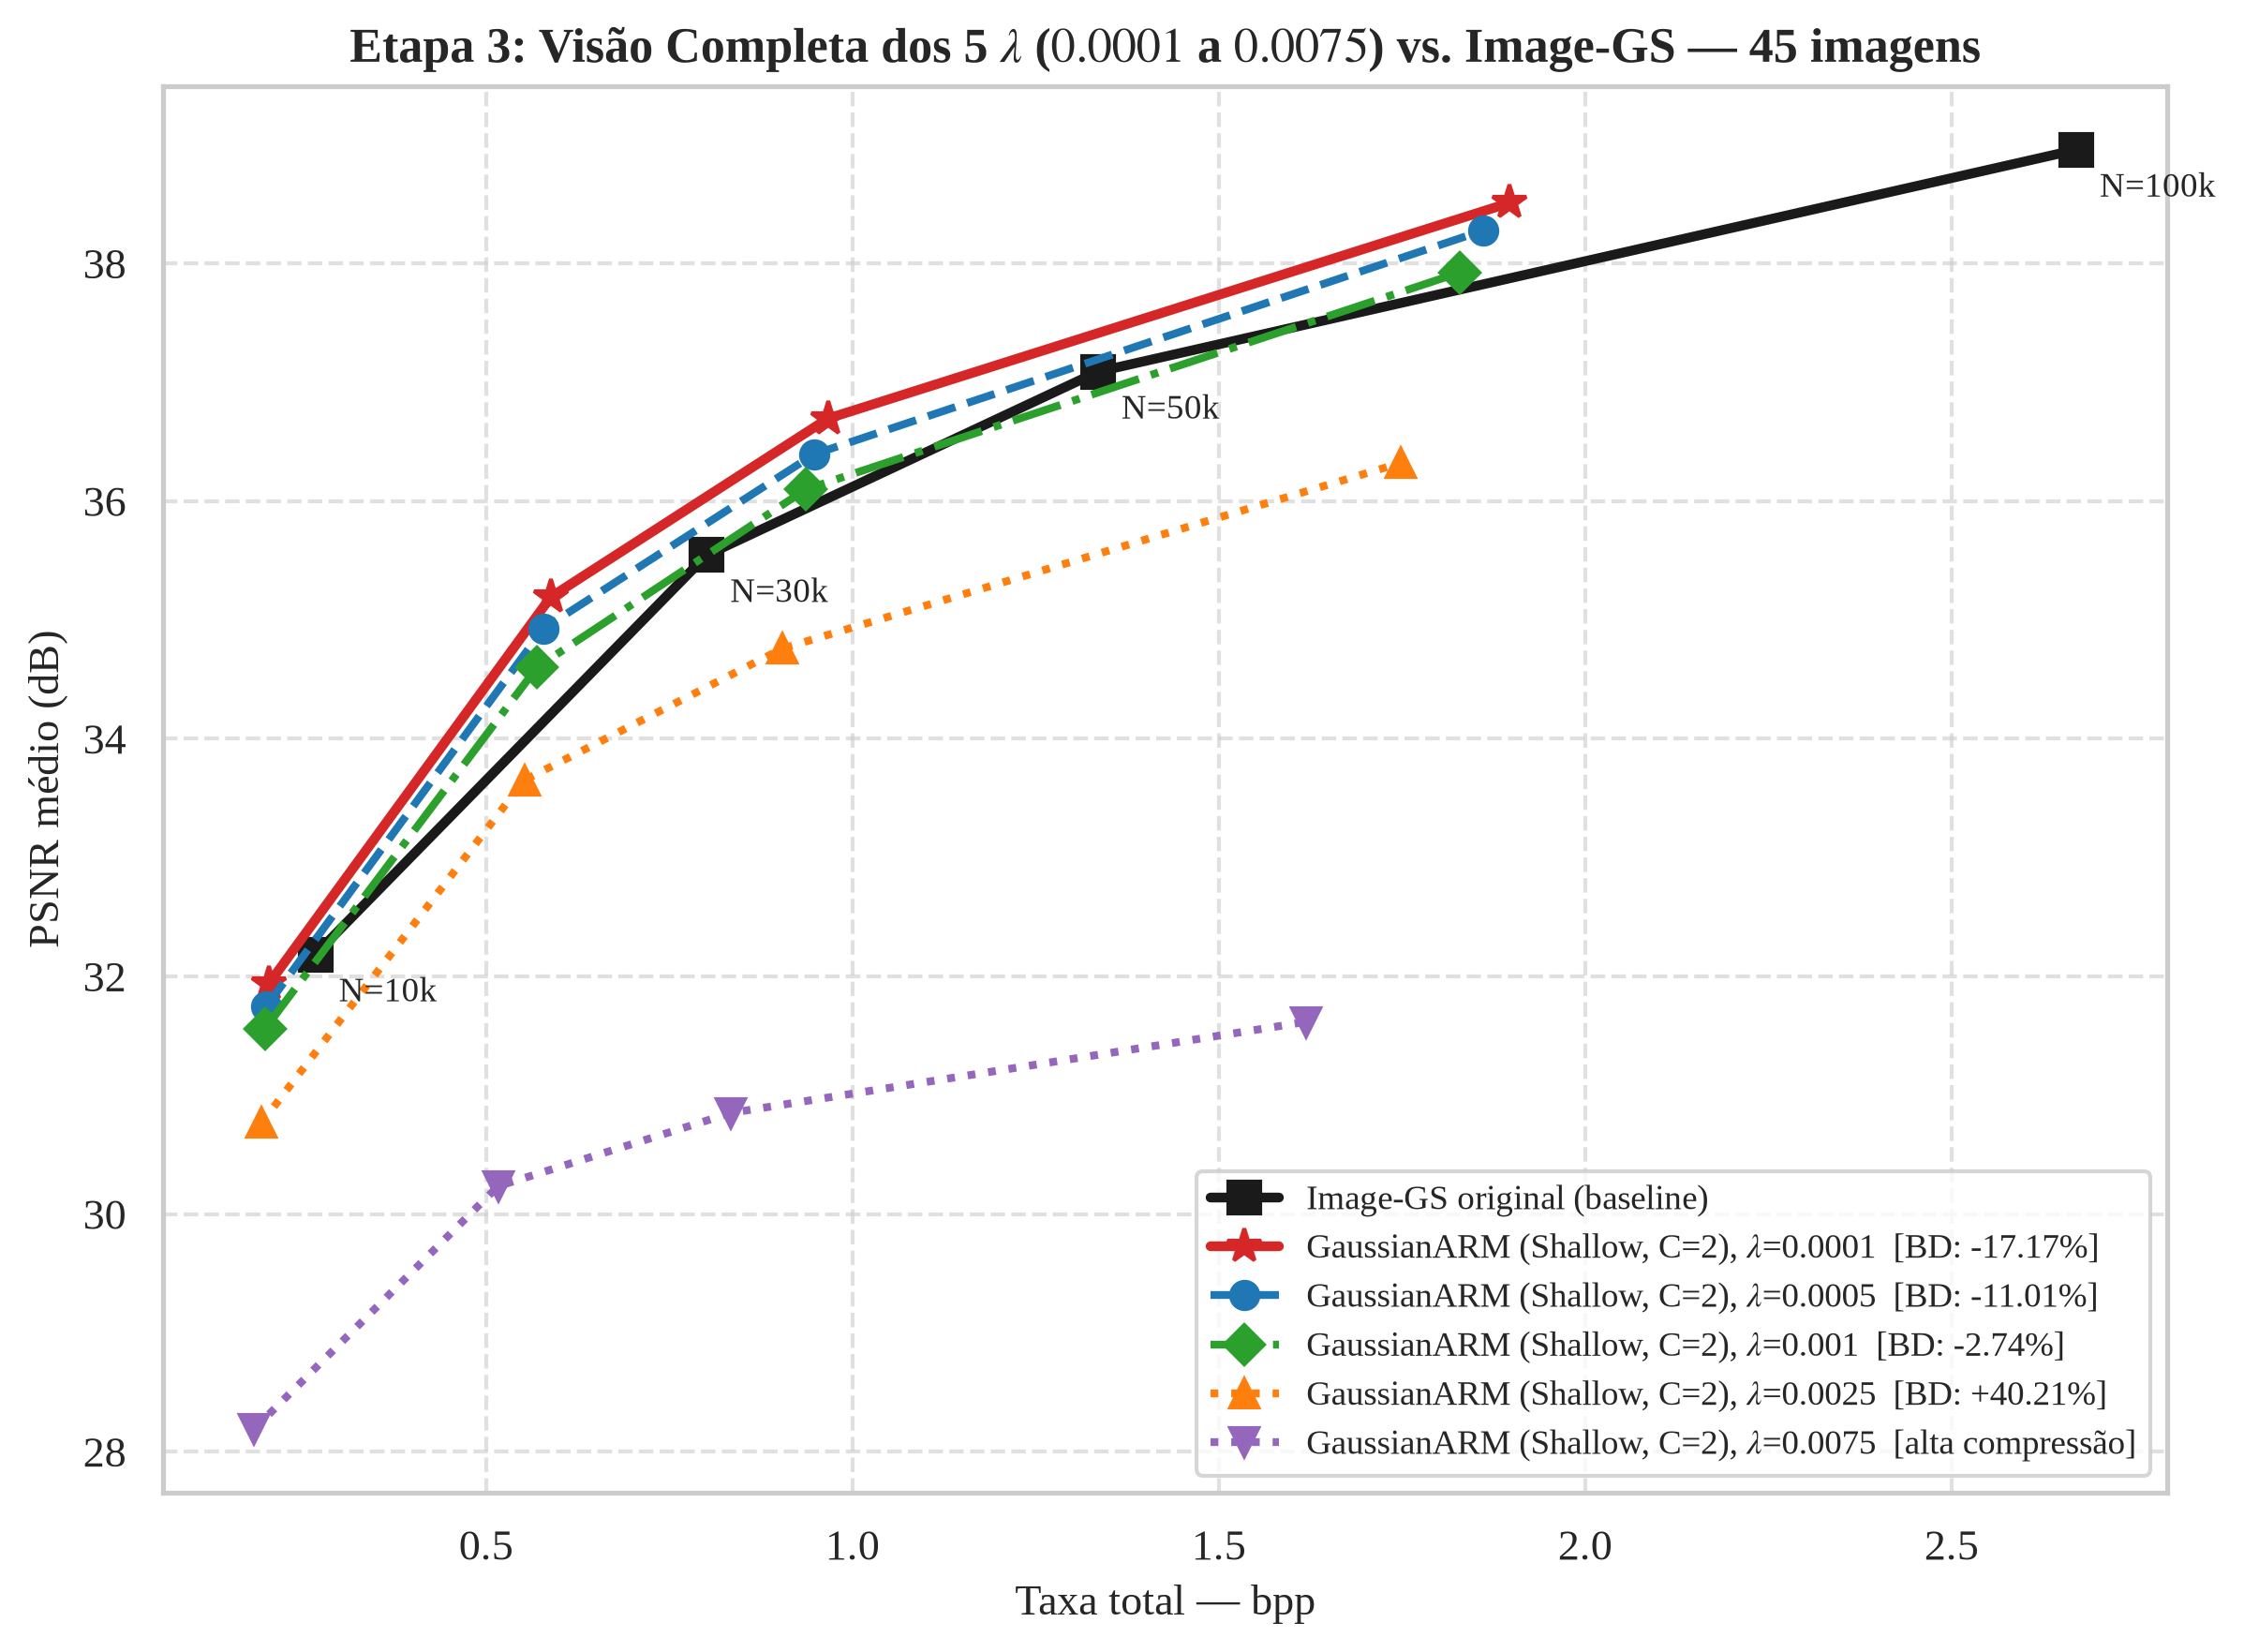 Etapa 3: Visão Completa dos 5 λ (0.0001 a 0.0075) vs. Image-GS — 45 imagens
PSNR médio (dB)
38
36
34
32
30
28
N=100k
N=50k
N=30k
N=10k
Image-GS original (baseline)
GaussianARM (Shallow, C=2), λ=0.0001 [BD: -17.17%]
GaussianARM (Shallow, C=2), λ=0.0005 [BD: -11.01%]
GaussianARM (Shallow, C=2), λ=0.001 [BD: -2.74%]
GaussianARM (Shallow, C=2), λ=0.0025 [BD: +40.21%]
GaussianARM (Shallow, C=2), λ=0.0075 [alta compressão]
0.5 1.0 1.5 2.0 2.5
Taxa total — bpp